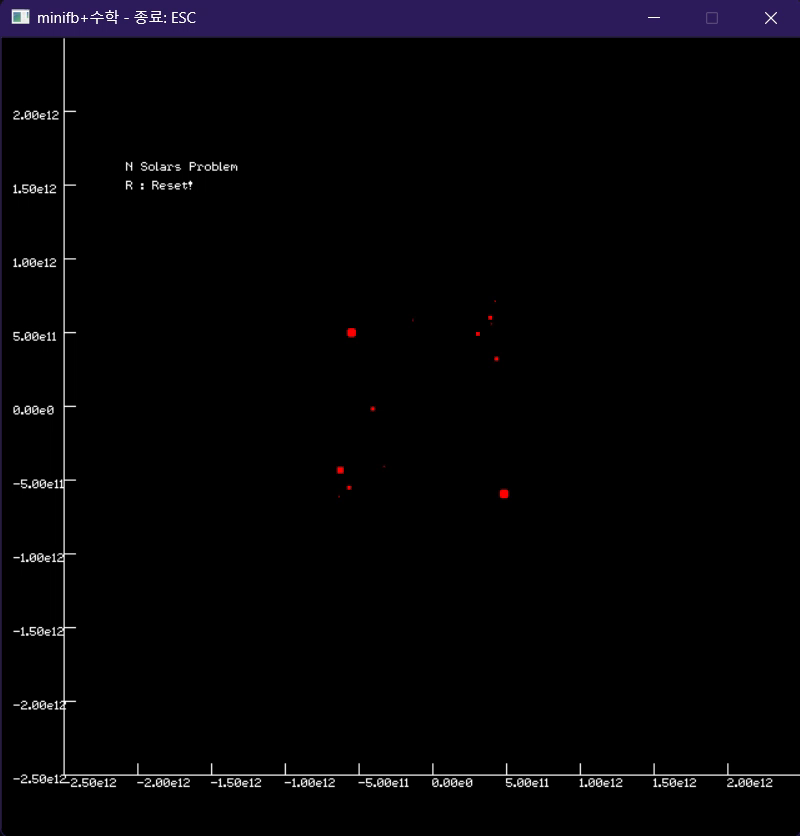 minifb+수학 - 종료: ESC
2.00e12
N Solars Problem
R : Reset!
1.50e12
1.00e12
5.00e11
0.00e0
-5.00e11
-1.00e12
-1.50e12
-2.00e12
-2.50e12
-2.50e12 -2.00e12 -1.50e12 -1.00e12 -5.00e11 0.00e0 5.00e11 1.00e12 1.50e12 2.00e12